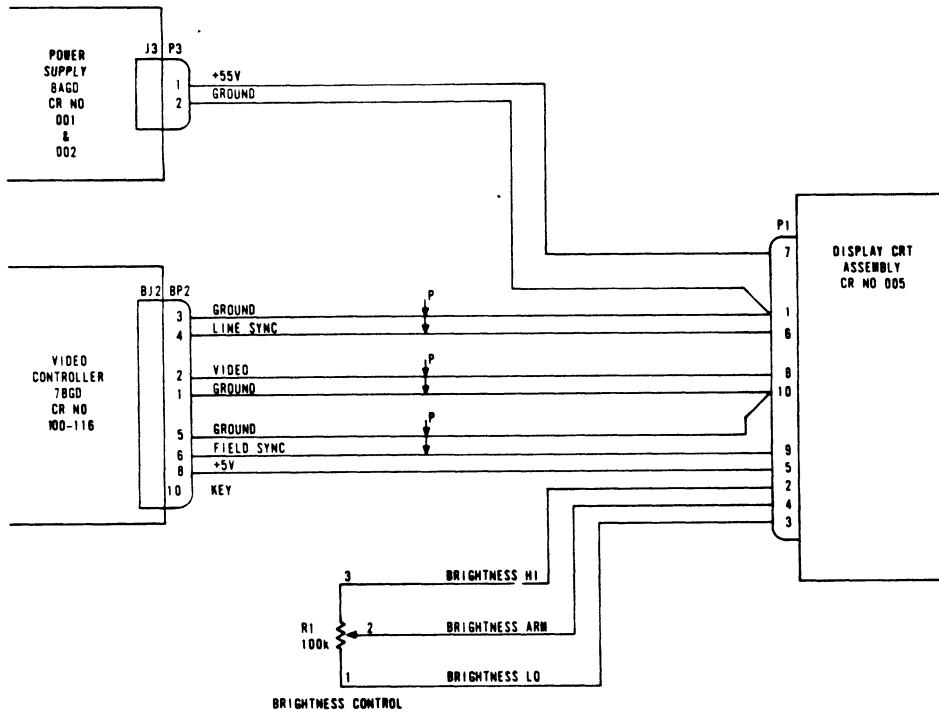 POWER
SUPPLY
8AGD
CR NO
001
&
002
J3 P3
1 +55V
2 GROUND
VIDEO
CONTROLLER
7BGD
CR NO
100-116
BJ2 BP2
3 GROUND
4 LINE SYNC
2 VIDEO
1 GROUND
5 GROUND
6 FIELD SYNC
8 +5V
10 KEY
P
P
P
P1
7
1
6
8
10
9
5
2
4
3
DISPLAY CRT
ASSEMBLY
CR NO 005
3 BRIGHTNESS HI
R1
100k
2 BRIGHTNESS ARM
1 BRIGHTNESS LO
BRIGHTNESS CONTROL